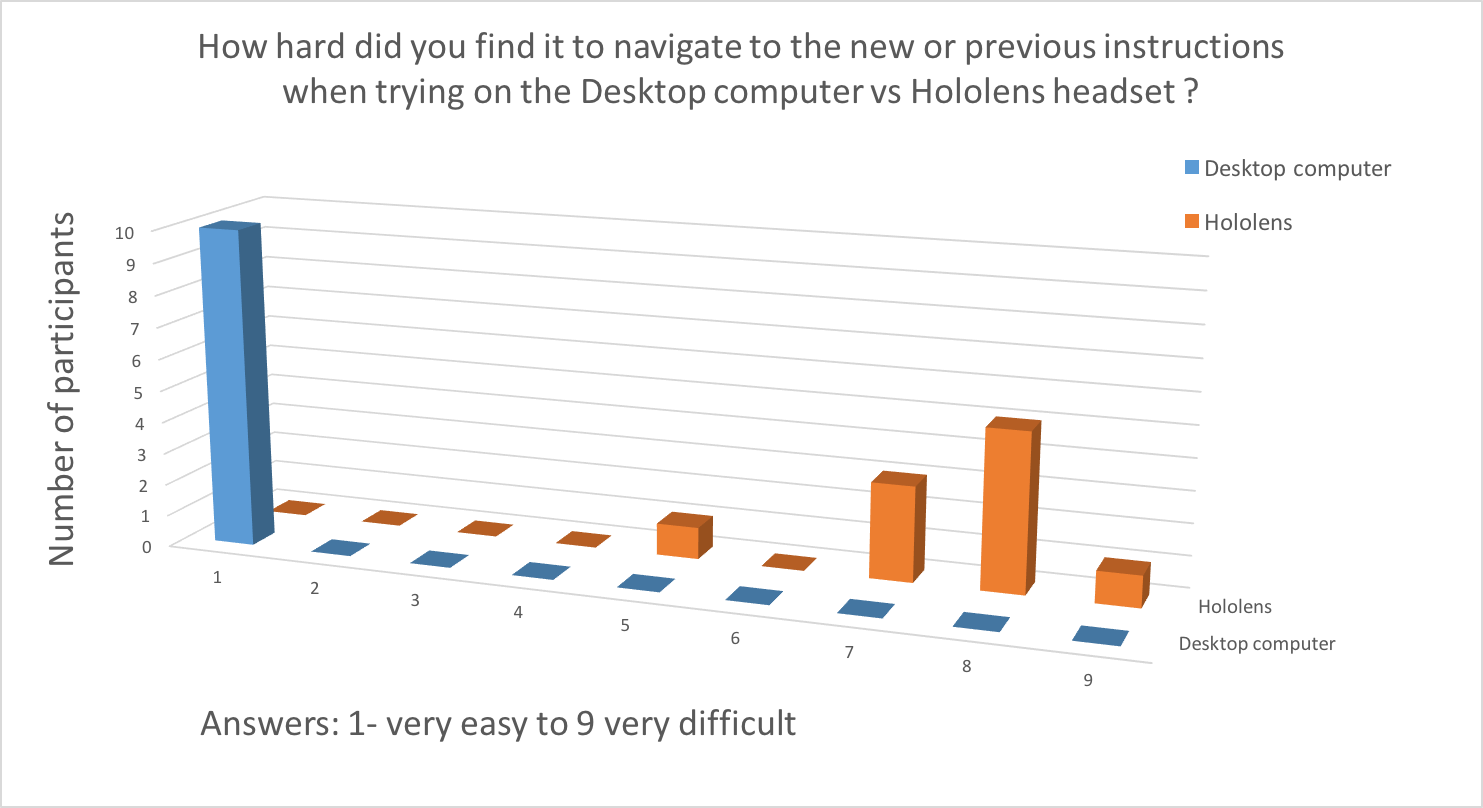 How hard did you find it to navigate to the new or previous instructions
when trying on the Desktop computer vs Hololens headset ?
Desktop computer
Hololens
Number of participants
10
9
8
7
6
5
4
3
2
1
0
1
2
3
4
5
6
7
8
9
Hololens
Desktop computer
Answers: 1- very easy to 9 very difficult